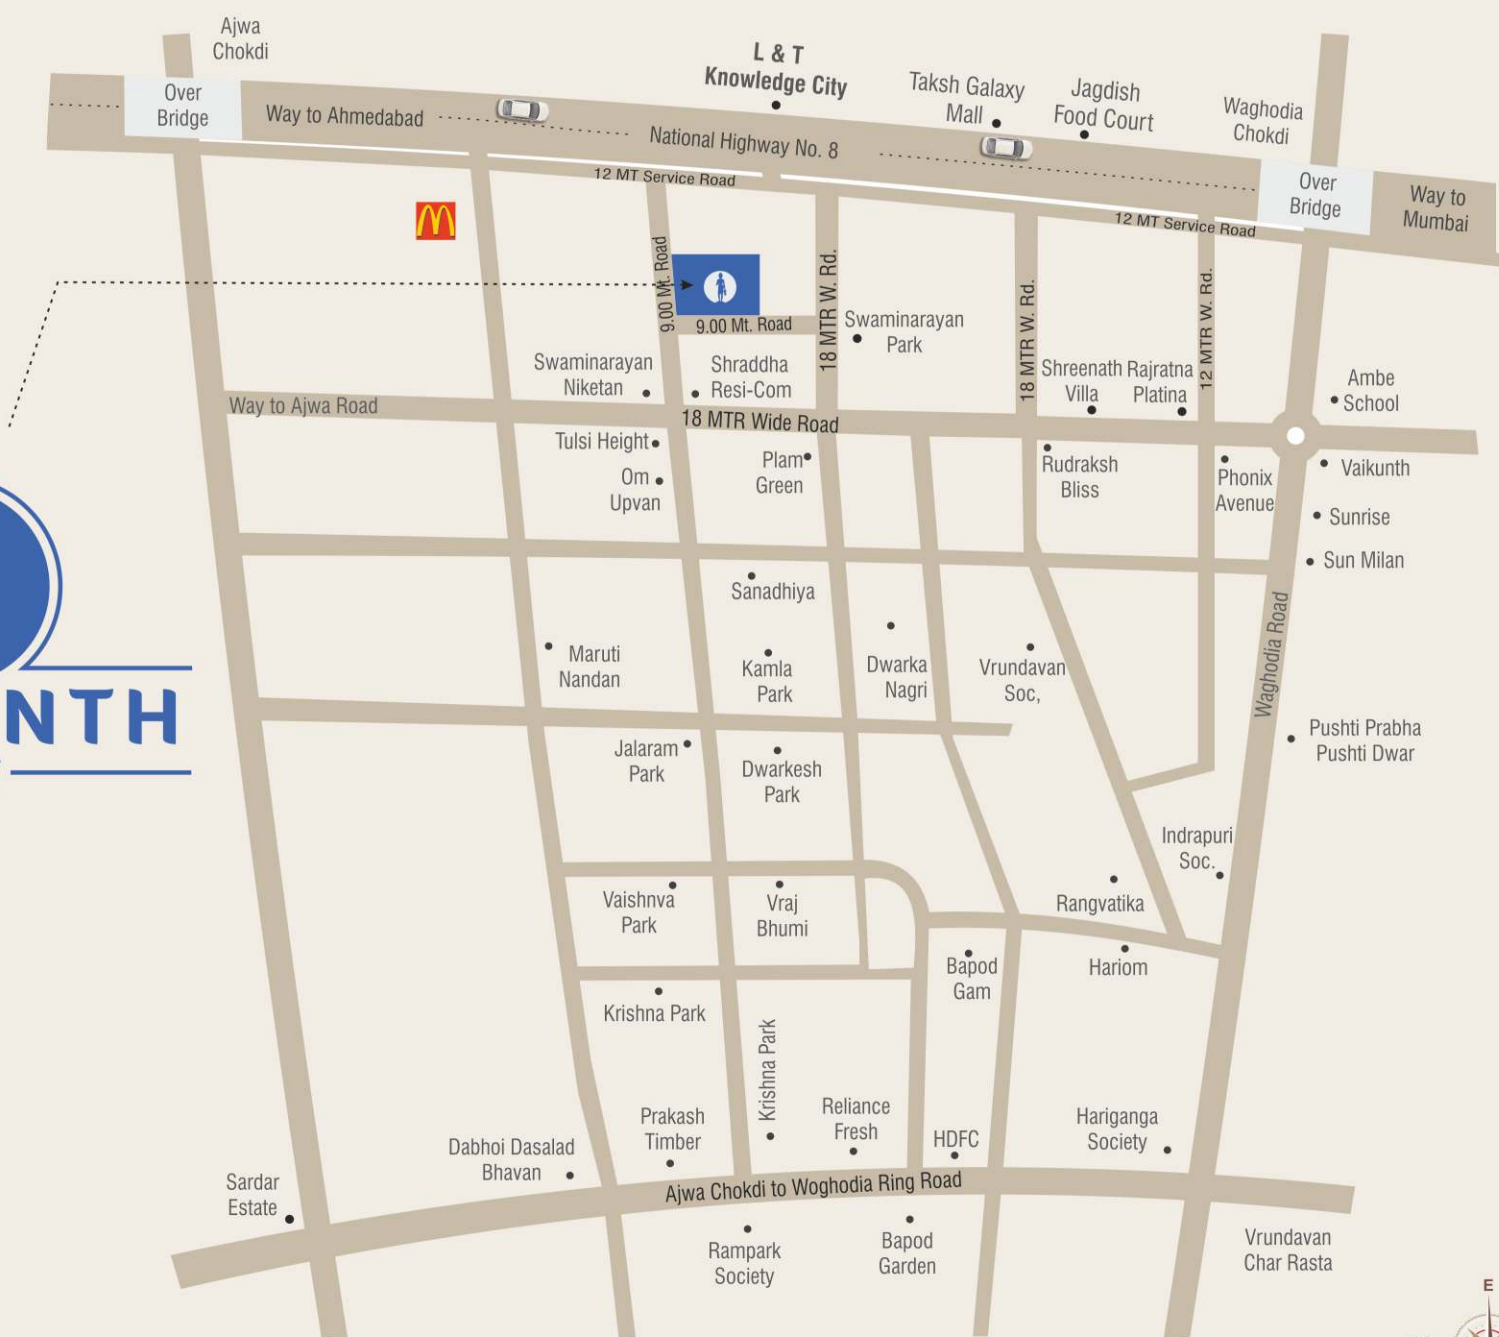 Ajwa
Chokdi
L & T
Knowledge City
Taksh Galaxy
Mall
Jagdish
Food Court
Waghodia
Chokdi
Over
Bridge
Way to Ahmedabad
National Highway No. 8
Over
Bridge
Way to
Mumbai
12 MT Service Road
12 MT Service Road
9.00 Mt. Road
9.00 Mt. Road
18 MTR W. Rd.
18 MTR W. Rd.
12 MTR W. Rd.
Swaminarayan
Park
Swaminarayan
Niketan
Shraddha
Resi-Com
Shreenath
Villa
Rajratna
Platina
Ambe
School
Way to Ajwa Road
18 MTR Wide Road
Tulsi Height
Om
Upvan
Plam
Green
Rudraksh
Bliss
Phonix
Avenue
Vaikunth
Sunrise
Sun Milan
Sanadhiya
Maruti
Nandan
Kamla
Park
Dwarka
Nagri
Vrundavan
Soc,
Waghodia Road
NTH
Jalaram
Park
Dwarkesh
Park
Pushti Prabha
Pushti Dwar
Indrapuri
Soc.
Vaishnva
Park
Vraj
Bhumi
Rangvatika
Bapod
Gam
Hariom
Krishna Park
Krishna Park
Prakash
Timber
Reliance
Fresh
HDFC
Hariganga
Society
Dabhoi Dasalad
Bhavan
Sardar
Estate
Ajwa Chokdi to Woghodia Ring Road
Rampark
Society
Bapod
Garden
Vrundavan
Char Rasta
E